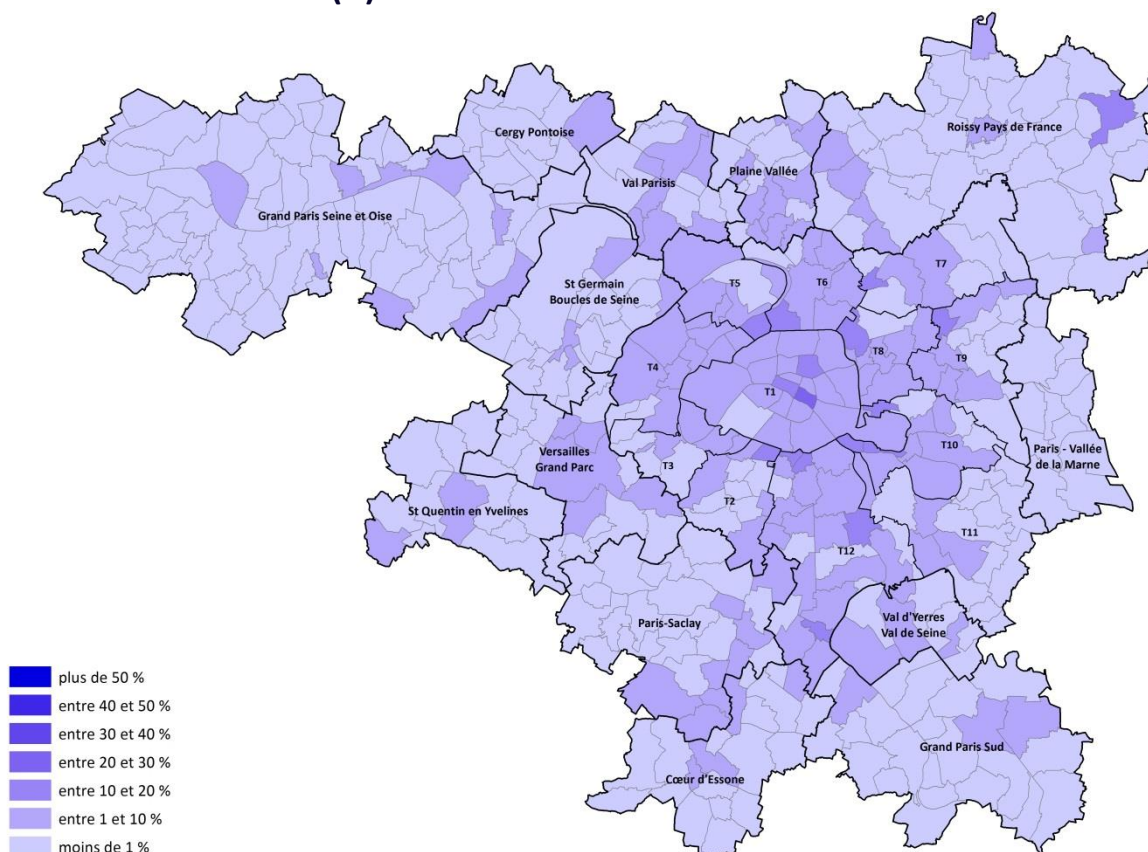 Cergy Pontoise
Roissy Pays de France
Val Parisis
Plaine Vallée
Grand Paris Seine et Oise
St Germain
Boucles de Seine
T5
T6
T7
T4
T1
T8
T9
Versailles
Grand Parc
T3
T2
T10
Paris - Vallée
de la Marne
St Quentin en Yvelines
T11
T12
Paris-Saclay
Val d'Yerres
Val de Seine
Grand Paris Sud
Cœur d'Essone
plus de 50 %
entre 40 et 50 %
entre 30 et 40 %
entre 20 et 30 %
entre 10 et 20 %
entre 1 et 10 %
moins de 1 %